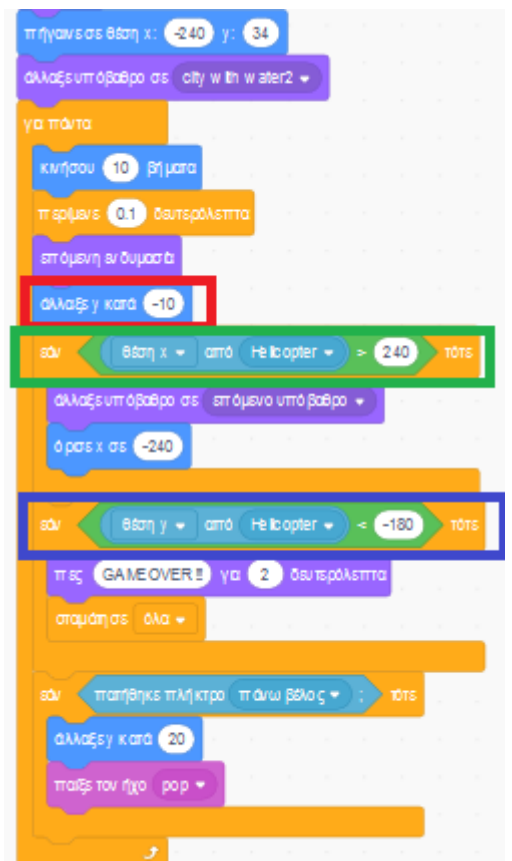 πήγαινε σε θέση x: -240 y: 34
άλλαξε υπόβαθρο σε city with water2
για πάντα
κινήσου 10 βήματα
περίμενε 0.1 δευτερόλεπτα
επόμενη ενδυμασία
άλλαξε y κατά -10
εάν θέση x από Helicopter > 240 τότε
άλλαξε υπόβαθρο σε επόμενο υπόβαθρο
όρισε x σε -240
εάν θέση y από Helicopter < -180 τότε
πες GAME OVER!! για 2 δευτερόλεπτα
σταμάτησε όλα
εάν πατήθηκε πλήκτρο πάνω βέλος ; τότε
άλλαξε y κατά 20
παίξε τον ήχο pop